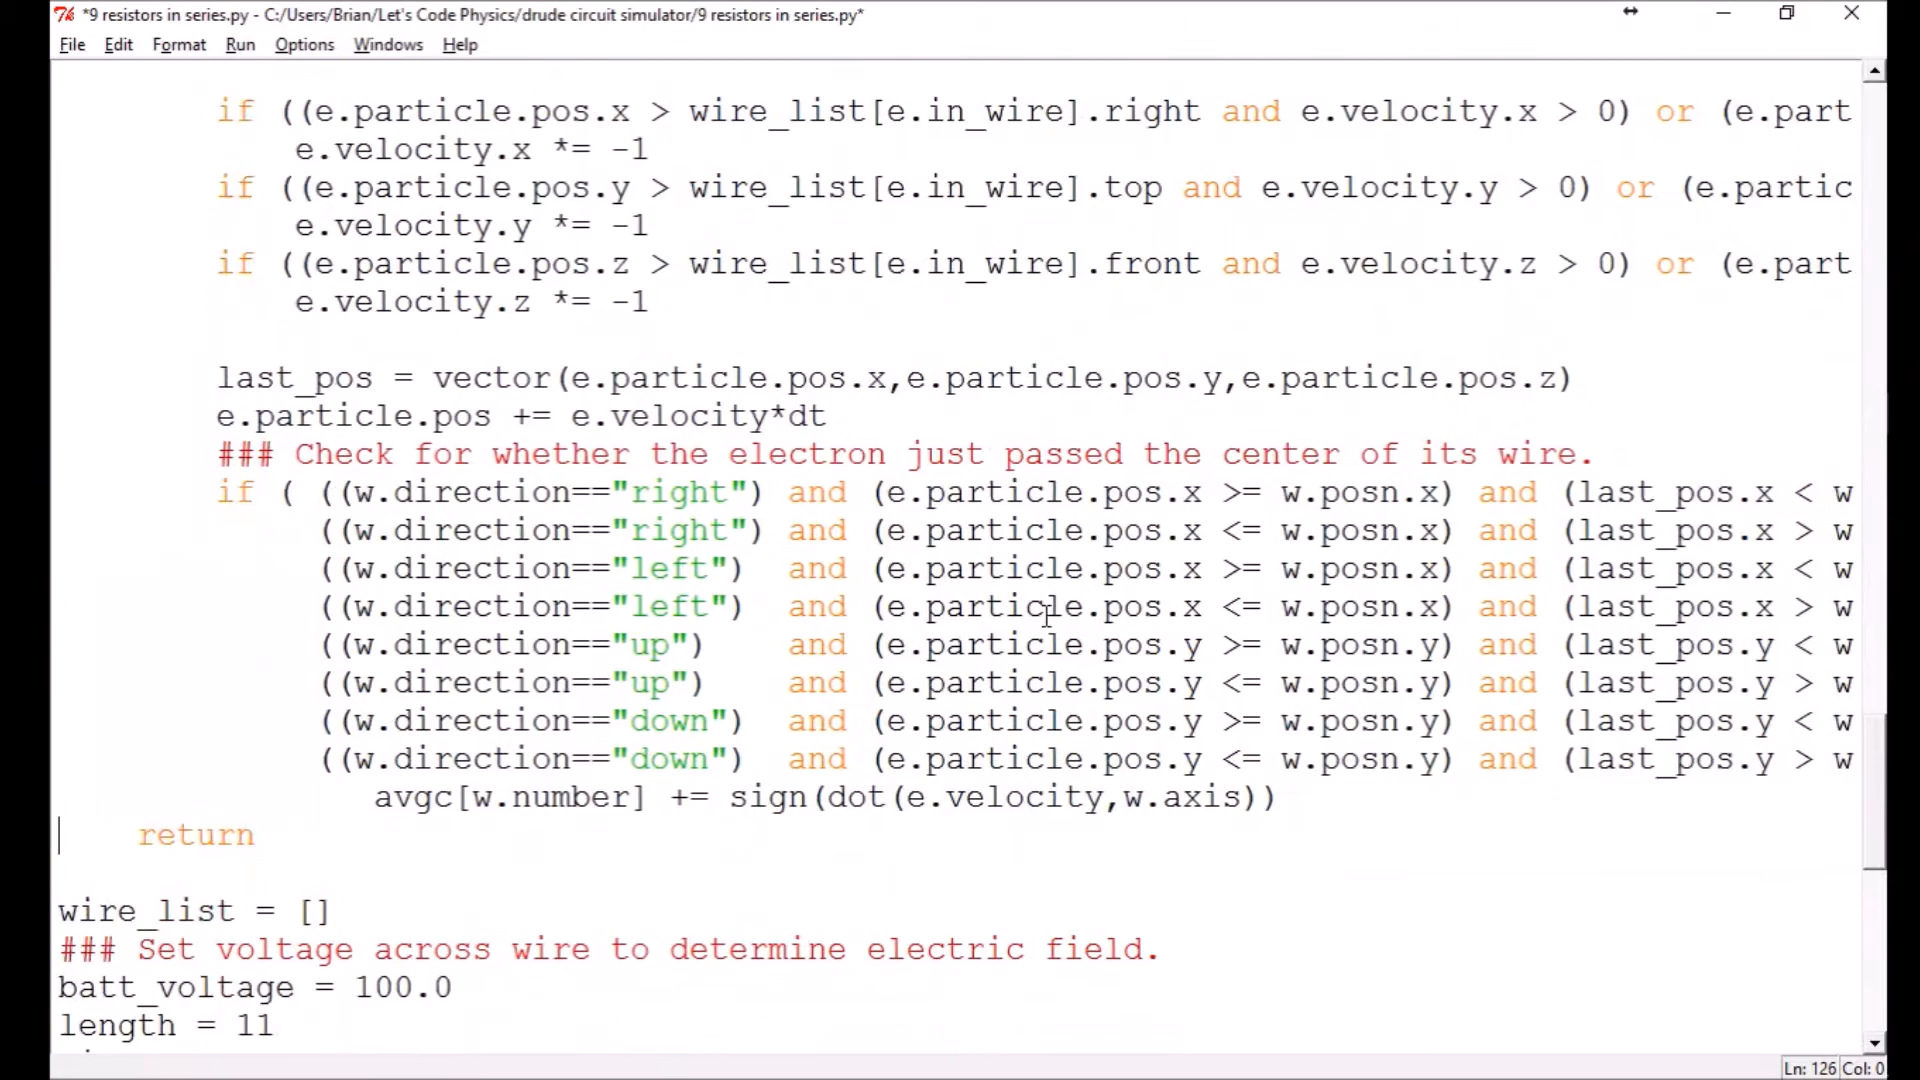 *9 resistors in series.py - C:/Users/Brian/Let's Code Physics/drude circuit simulator/9 resistors in series.py*
File Edit Format Run Options Windows Help
if ((e.particle.pos.x > wire_list[e.in_wire].right and e.velocity.x > 0) or (e.part
e.velocity.x *= -1
if ((e.particle.pos.y > wire_list[e.in_wire].top and e.velocity.y > 0) or (e.partic
e.velocity.y *= -1
if ((e.particle.pos.z > wire_list[e.in_wire].front and e.velocity.z > 0) or (e.part
e.velocity.z *= -1
last_pos = vector(e.particle.pos.x,e.particle.pos.y,e.particle.pos.z)
e.particle.pos += e.velocity*dt
### Check for whether the electron just passed the center of its wire.
if ( ((w.direction=="right") and (e.particle.pos.x >= w.posn.x) and (last_pos.x < w
((w.direction=="right") and (e.particle.pos.x <= w.posn.x) and (last_pos.x > w
((w.direction=="left") and (e.particle.pos.x >= w.posn.x) and (last_pos.x < w
((w.direction=="left") and (e.particle.pos.x <= w.posn.x) and (last_pos.x > w
((w.direction=="up") and (e.particle.pos.y >= w.posn.y) and (last_pos.y < w
((w.direction=="up") and (e.particle.pos.y <= w.posn.y) and (last_pos.y > w
((w.direction=="down") and (e.particle.pos.y >= w.posn.y) and (last_pos.y < w
((w.direction=="down") and (e.particle.pos.y <= w.posn.y) and (last_pos.y > w
avgc[w.number] += sign(dot(e.velocity,w.axis))
return
wire_list = []
### Set voltage across wire to determine electric field.
batt_voltage = 100.0
length = 11
Ln: 126 Col: 0